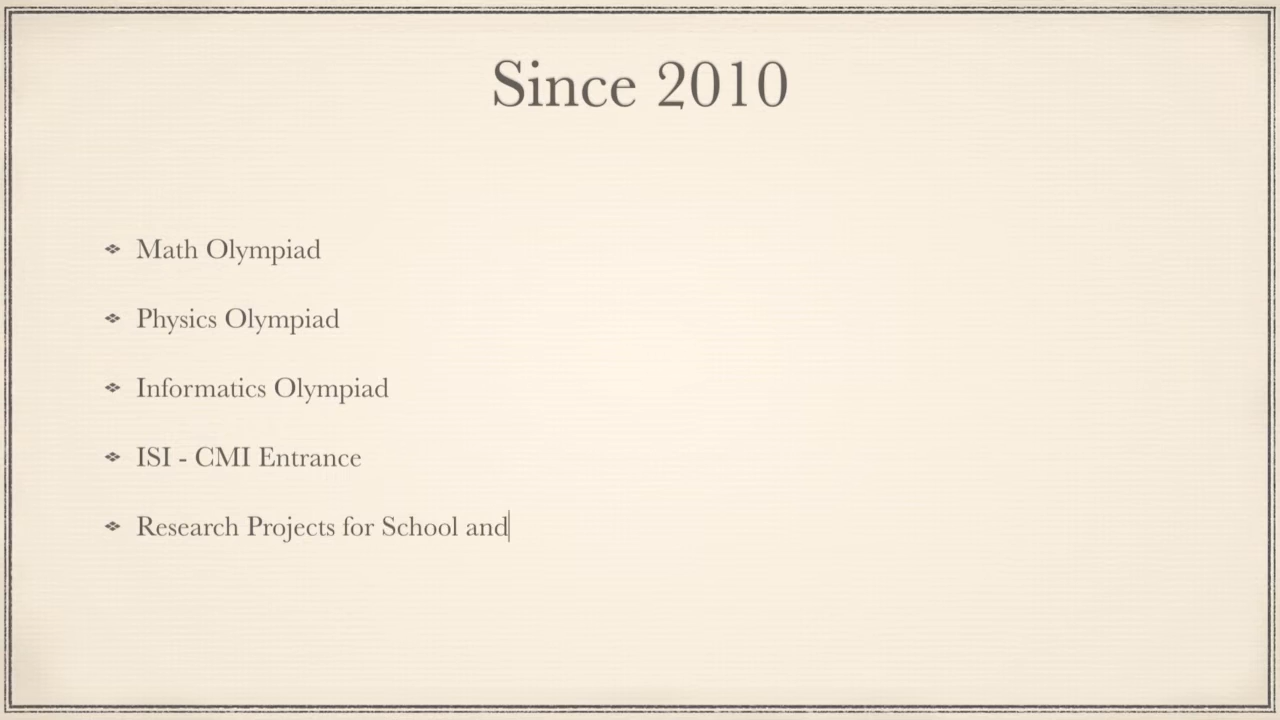 Since 2010
Math Olympiad
Physics Olympiad
Informatics Olympiad
ISI - CMI Entrance
Research Projects for School and